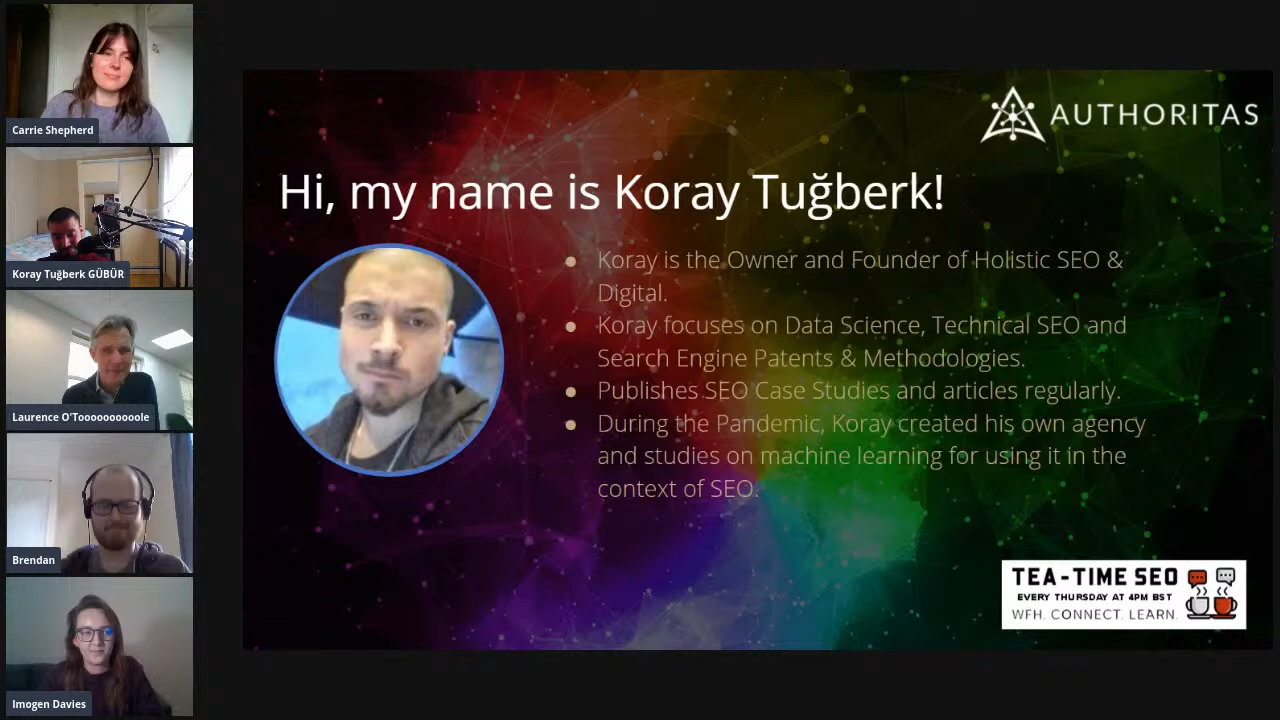 Carrie Shepherd
Koray Tuğberk GÜBÜR
Laurence O'Toooooooooole
Brendan
Imogen Davies
AUTHORITAS
Hi, my name is Koray Tuğberk!
● Koray is the Owner and Founder of Holistic SEO &
Digital.
● Koray focuses on Data Science, Technical SEO and
Search Engine Patents & Methodologies.
● Publishes SEO Case Studies and articles regularly.
● During the Pandemic, Koray created his own agency
and studies on machine learning for using it in the
context of SEO.
TEA-TIME SEO
EVERY THURSDAY AT 4PM BST
WFH. CONNECT. LEARN.